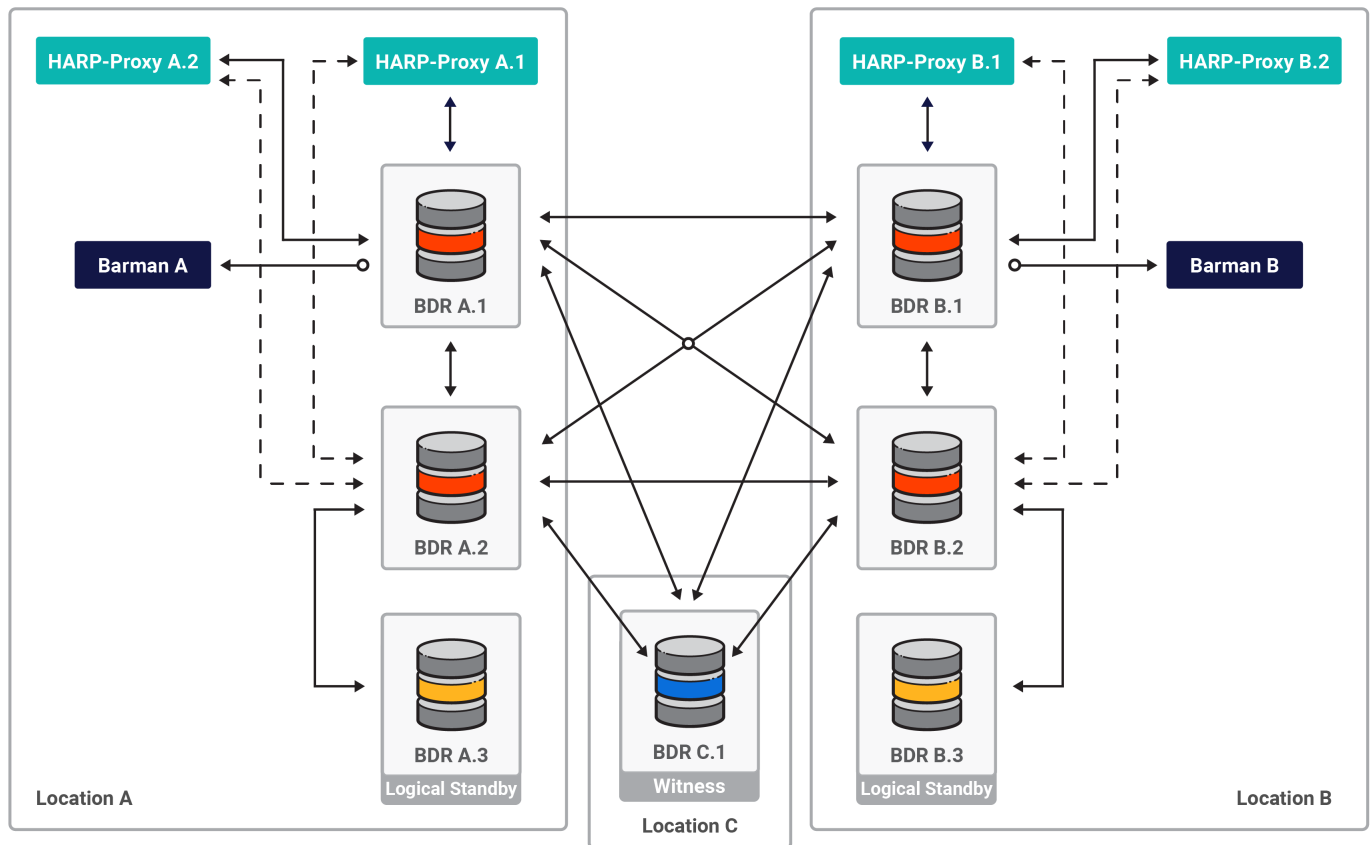 HARP-Proxy A.2
HARP-Proxy A.1
HARP-Proxy B.1
HARP-Proxy B.2
Barman A
BDR A.1
BDR B.1
Barman B
BDR A.2
BDR B.2
BDR A.3
Logical Standby
BDR C.1
Witness
BDR B.3
Logical Standby
Location A
Location C
Location B